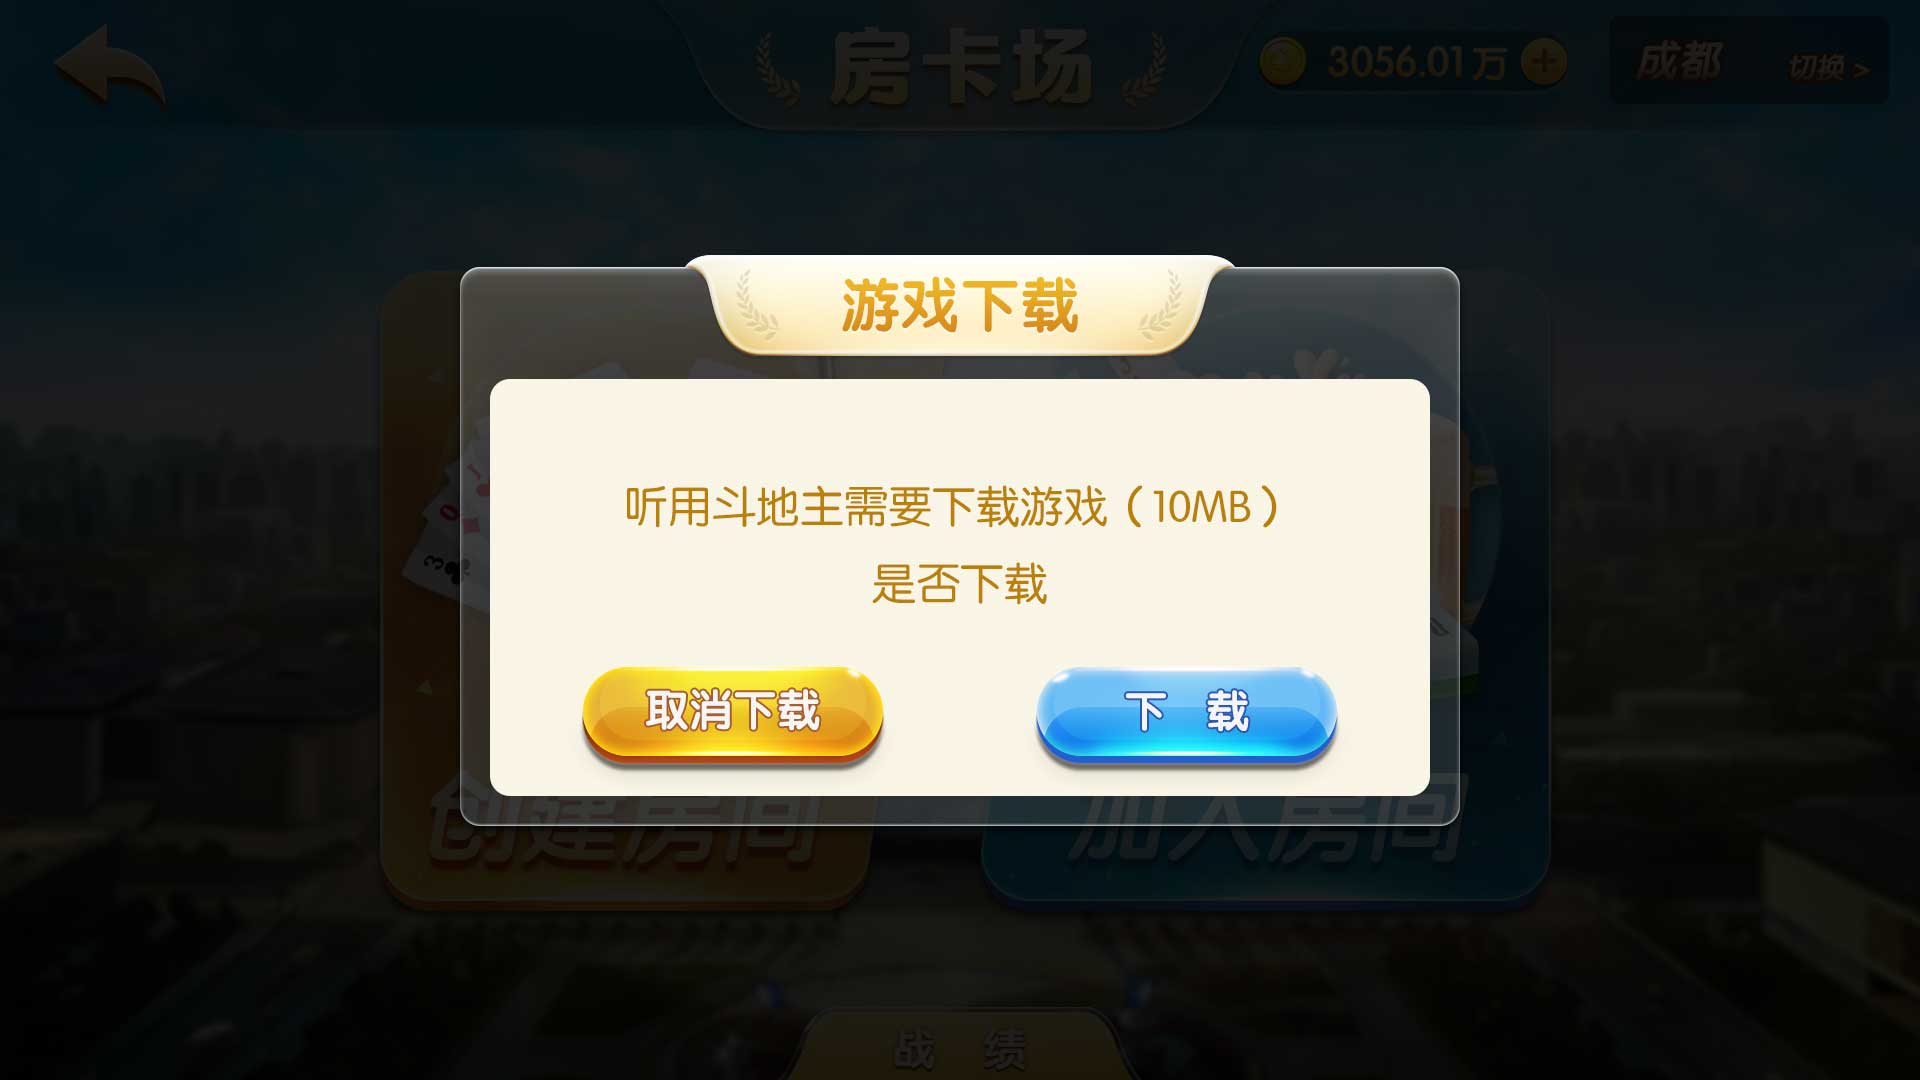 房卡场
3056.01万
成都
切换 >
游戏下载
听用斗地主需要下载游戏（10MB）
是否下载
取消下载
下 载
创建房间
加入房间
战 绩